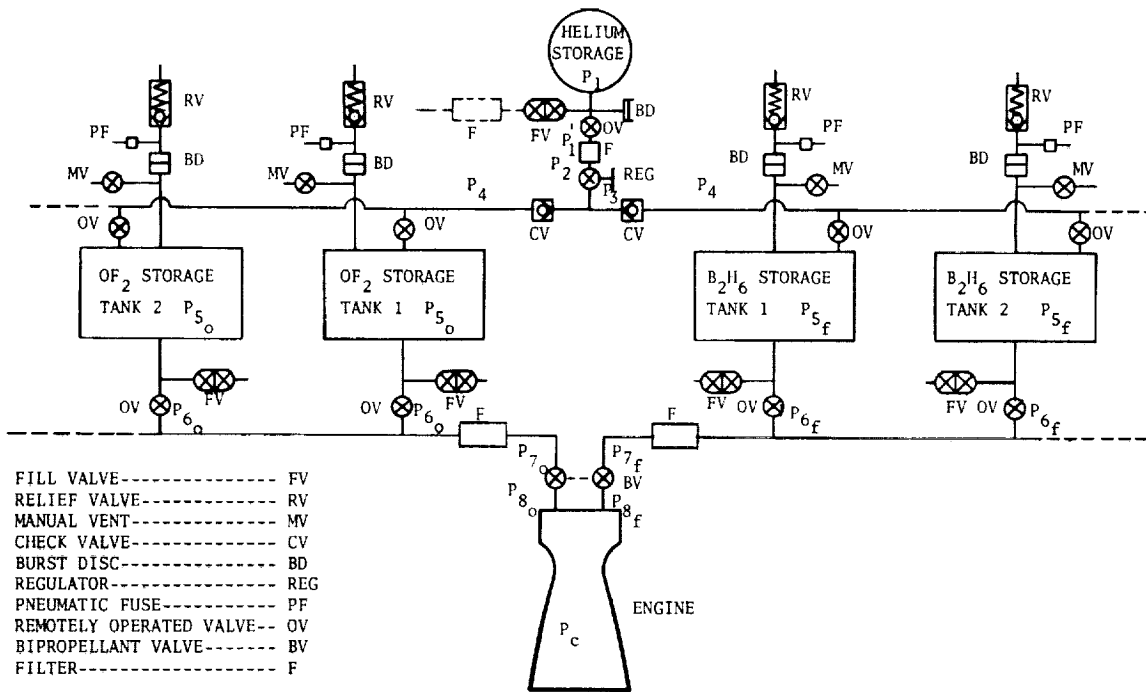 HELIUM
STORAGE
P1
RV RV RV RV
PF PF PF PF
F FV OV BD
P'1 F
BD BD BD BD
MV MV MV MV
P2 REG
P4 P3 P4
OV OV CV CV OV OV
OF2 STORAGE
TANK 2 P5o
OF2 STORAGE
TANK 1 P5o
B2H6 STORAGE
TANK 1 P5f
B2H6 STORAGE
TANK 2 P5f
FV FV FV FV
OV P6o OV P6o OV P6f OV P6f
F F
P7o P7f
BV
P8o P8f
ENGINE
Pc
FILL VALVE---------------- FV
RELIEF VALVE------------- RV
MANUAL VENT-------------- MV
CHECK VALVE-------------- CV
BURST DISC--------------- BD
REGULATOR---------------- REG
PNEUMATIC FUSE----------- PF
REMOTELY OPERATED VALVE-- OV
BIPROPELLANT VALVE------- BV
FILTER------------------- F